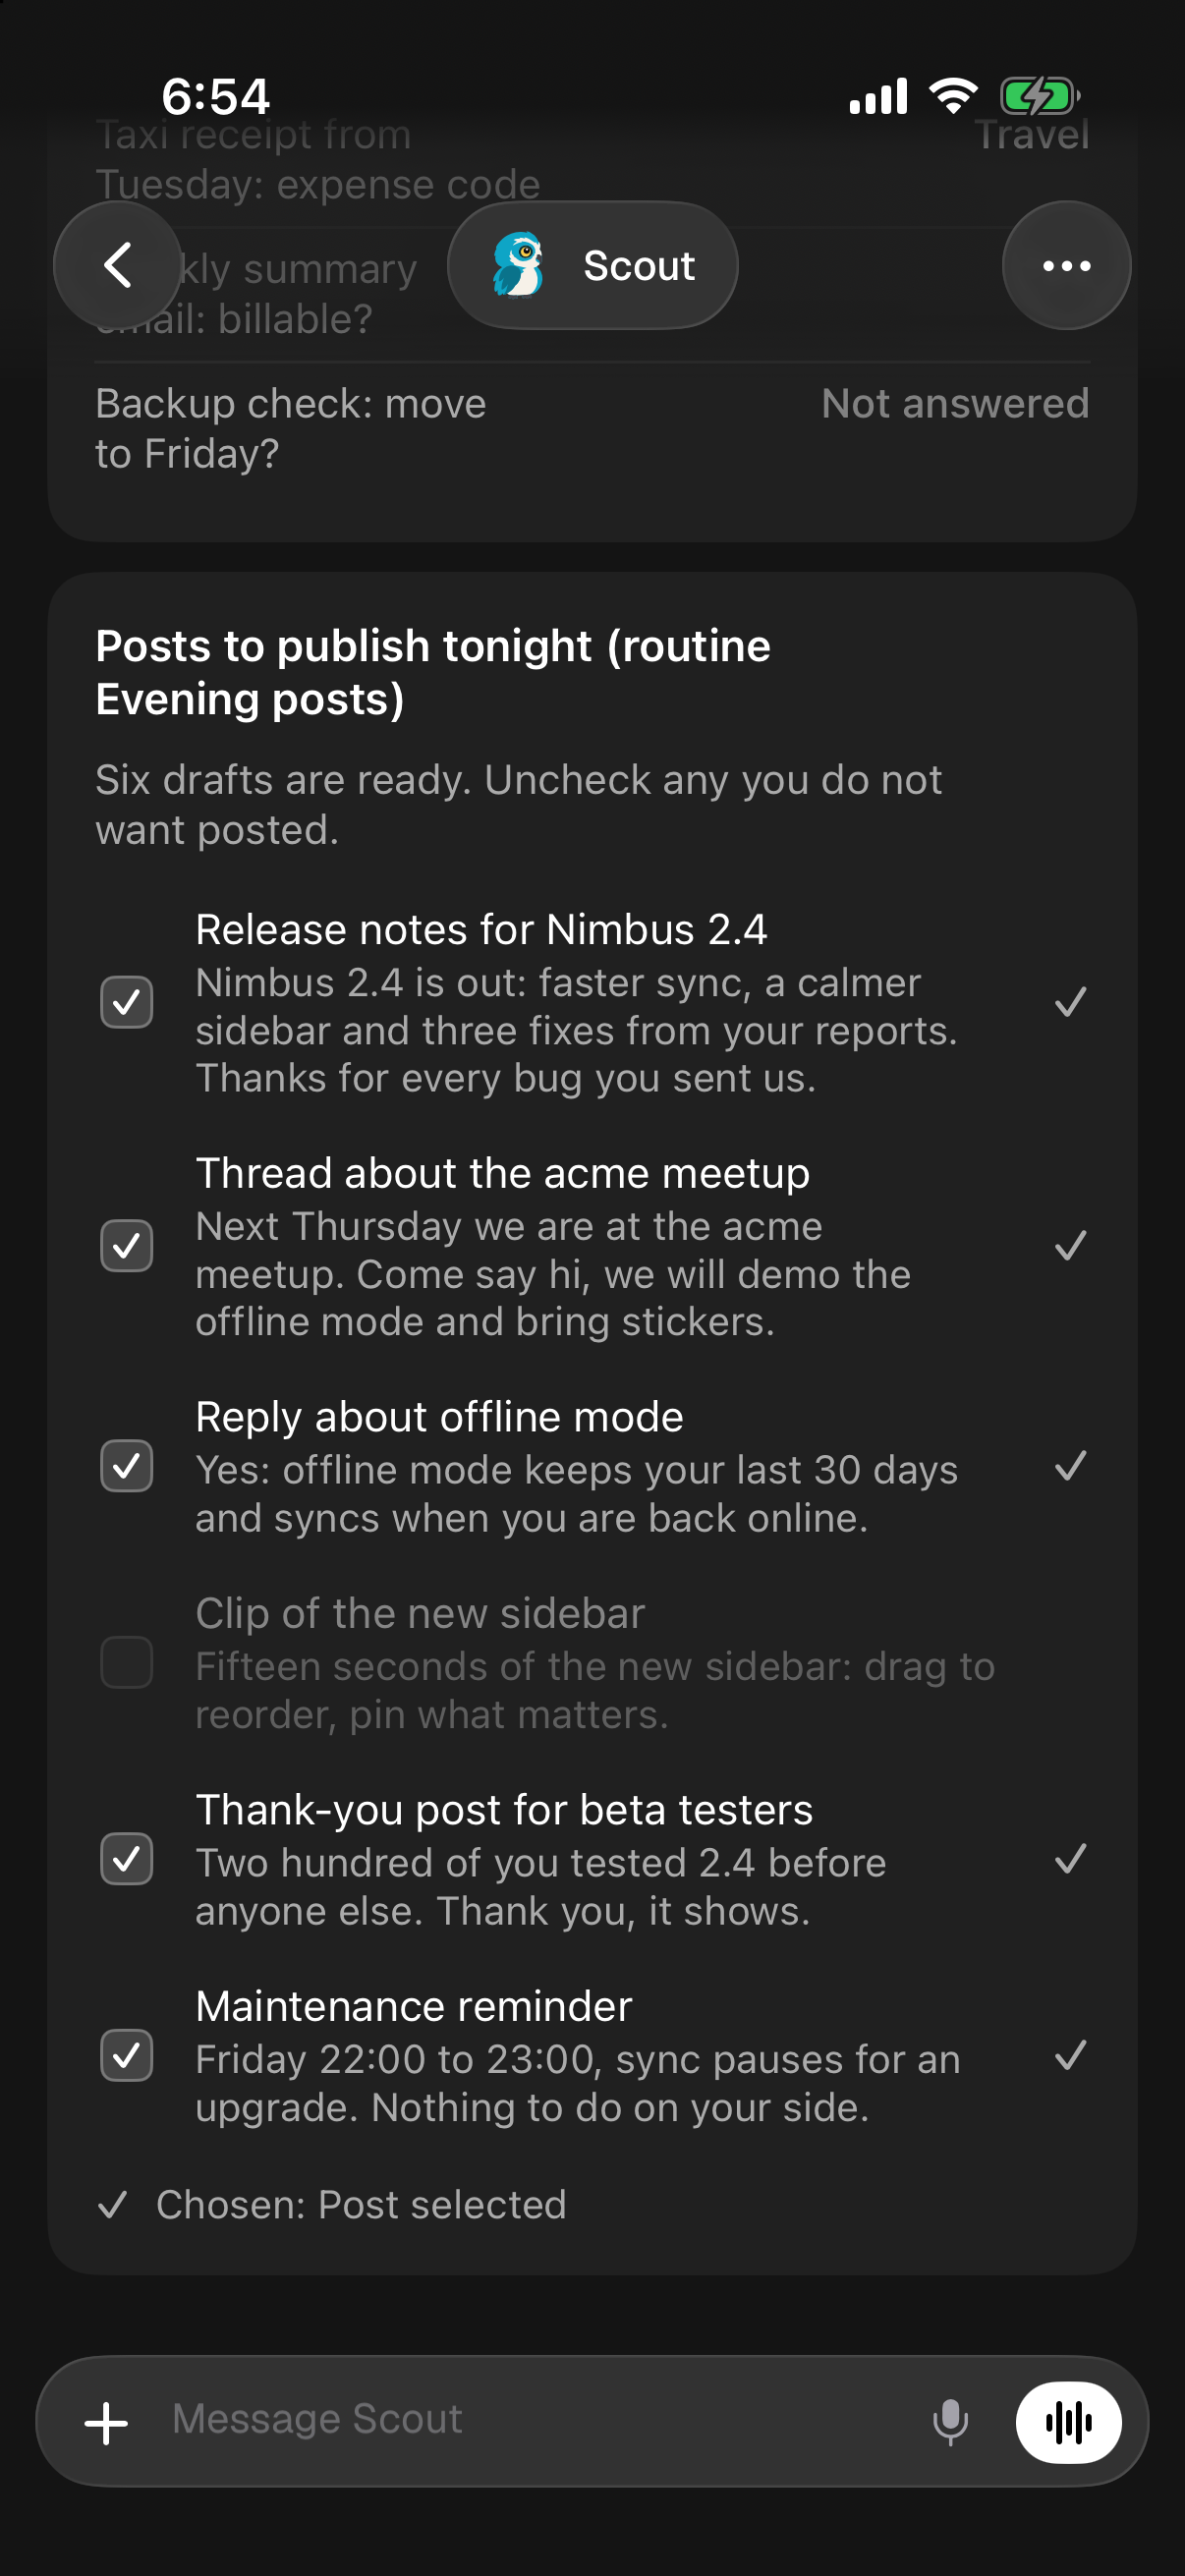 6:54
Taxi receipt from
Travel
Tuesday: expense code
Scout
kly summary
email: billable?
Backup check: move
Not answered
to Friday?
Posts to publish tonight (routine
Evening posts)
Six drafts are ready. Uncheck any you do not
want posted.
Release notes for Nimbus 2.4
Nimbus 2.4 is out: faster sync, a calmer
sidebar and three fixes from your reports.
Thanks for every bug you sent us.
Thread about the acme meetup
Next Thursday we are at the acme
meetup. Come say hi, we will demo the
offline mode and bring stickers.
Reply about offline mode
Yes: offline mode keeps your last 30 days
and syncs when you are back online.
Clip of the new sidebar
Fifteen seconds of the new sidebar: drag to
reorder, pin what matters.
Thank-you post for beta testers
Two hundred of you tested 2.4 before
anyone else. Thank you, it shows.
Maintenance reminder
Friday 22:00 to 23:00, sync pauses for an
upgrade. Nothing to do on your side.
Chosen: Post selected
Message Scout